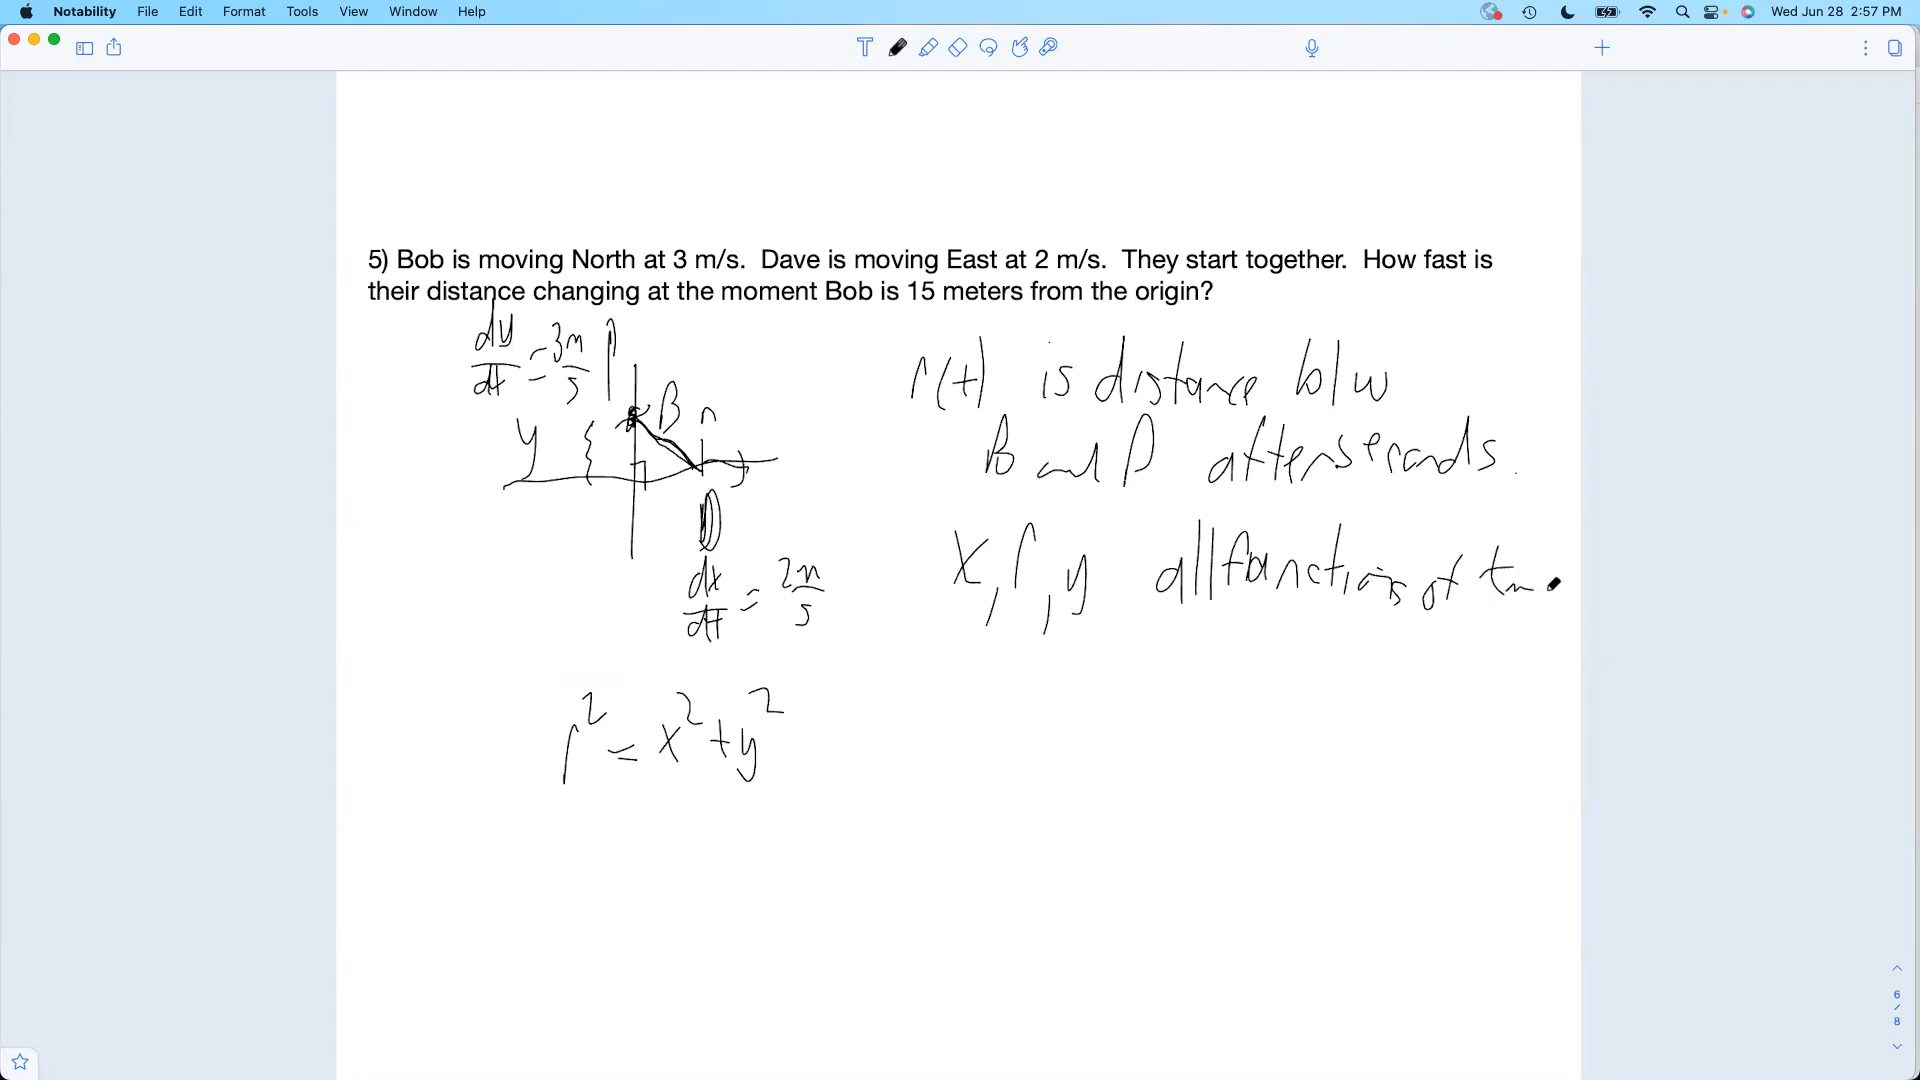 Notability File Edit Format Tools View Window Help Wed Jun 28 2:57 PM
5) Bob is moving North at 3 m/s. Dave is moving East at 2 m/s. They start together. How fast is
their distance changing at the moment Bob is 15 meters from the origin?
dy/dt = 3m/s
r(t) is distance b/w
B
y
B and D after seconds.
D
x, r, y all functions of
dx/dt = 2m/s
r² = x² + y²
6
/
8